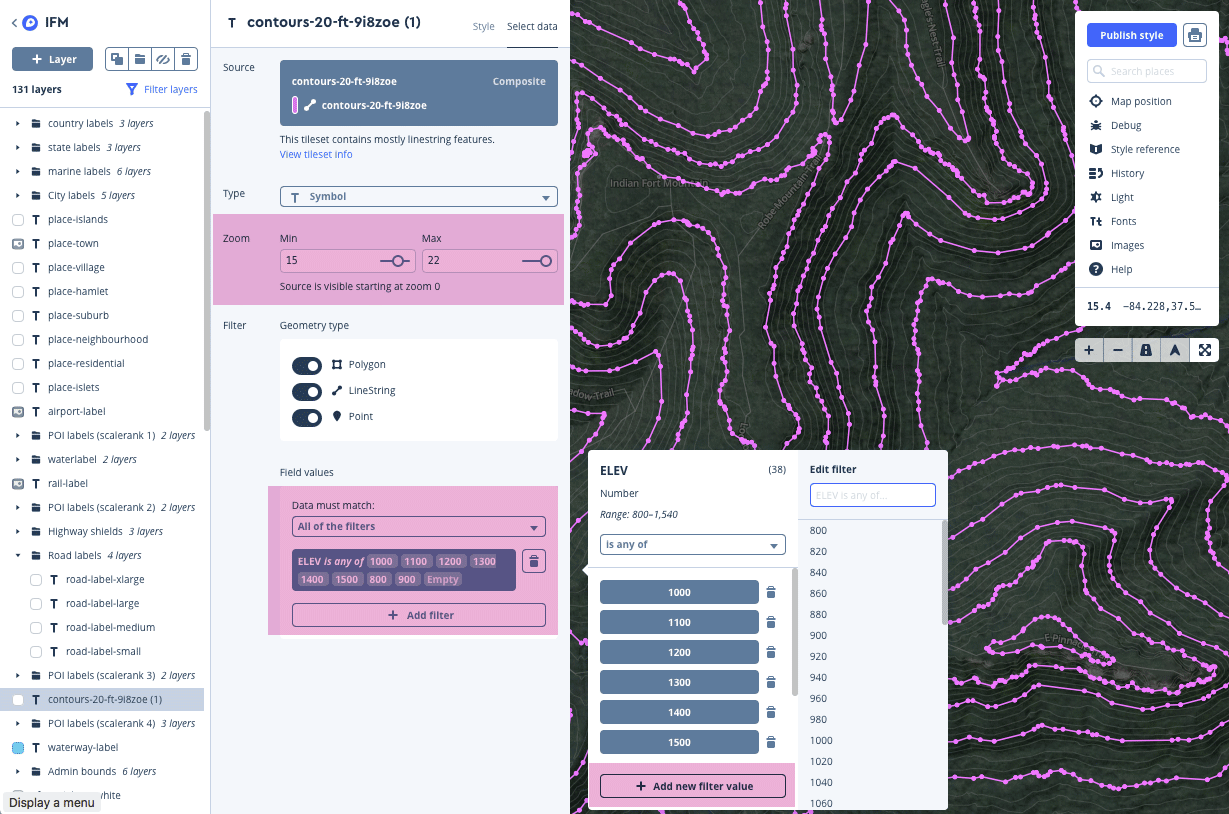 IFM
+ Layer
131 layers
Filter layers
country labels 3 layers
state labels 3 layers
marine labels 6 layers
City labels 5 layers
place-islands
place-town
place-village
place-hamlet
place-suburb
place-neighbourhood
place-residential
place-islets
airport-label
POI labels (scalerank 1) 2 layers
waterlabel 2 layers
rail-label
POI labels (scalerank 2) 2 layers
Highway shields 3 layers
Road labels 4 layers
road-label-xlarge
road-label-large
road-label-medium
road-label-small
POI labels (scalerank 3) 2 layers
contours-20-ft-9i8zoe (1)
POI labels (scalerank 4) 3 layers
waterway-label
Admin bounds 6 layers
white
Display a menu
contours-20-ft-9i8zoe (1)
Style
Select data
Source
contours-20-ft-9i8zoe
Composite
contours-20-ft-9i8zoe
This tileset contains mostly linestring features.
View tileset info
Type
Symbol
Zoom
Min
Max
15
22
Source is visible starting at zoom 0
Filter
Geometry type
Polygon
LineString
Point
Field values
Data must match:
All of the filters
ELEV is any of 1000 1100 1200 1300
1400 1500 800 900 Empty
+ Add filter
Indian Fort Mountain
Robe Mountain
's Nest Trail
dow Trail
E Pinnac
ELEV
(38)
Number
Range: 800–1,540
is any of
1000
1100
1200
1300
1400
1500
+ Add new filter value
Edit filter
ELEV is any of...
800
820
840
860
880
900
920
940
960
980
1000
1020
1040
1060
Publish style
Search places
Map position
Debug
Style reference
History
Light
Fonts
Images
Help
15.4 −84.228,37.5…